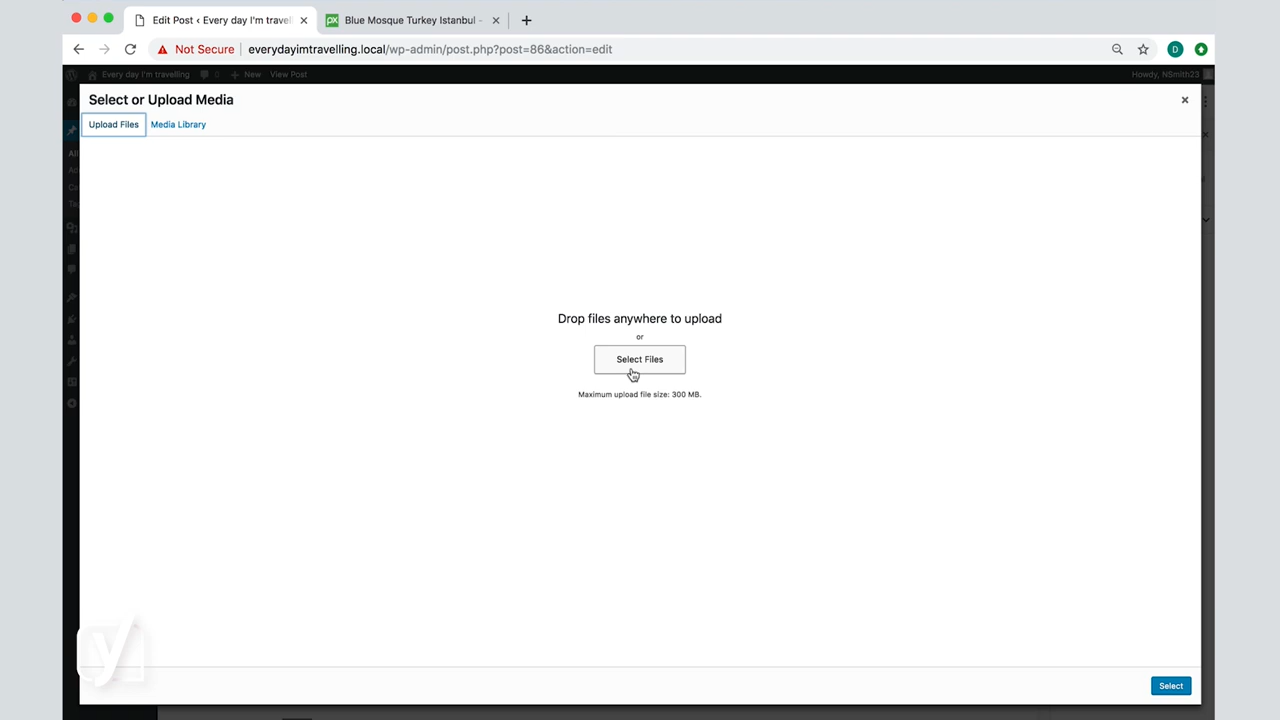 Edit Post ‹ Every day I'm travel
Blue Mosque Turkey Istanbul -
Not Secure
everydayimtravelling.local/wp-admin/post.php?post=86&action=edit
D
Every day I'm travelling
0
New
View Post
Howdy, NSmith23
Select or Upload Media
Upload Files
Media Library
Drop files anywhere to upload
or
Select Files
Maximum upload file size: 300 MB.
Select
y